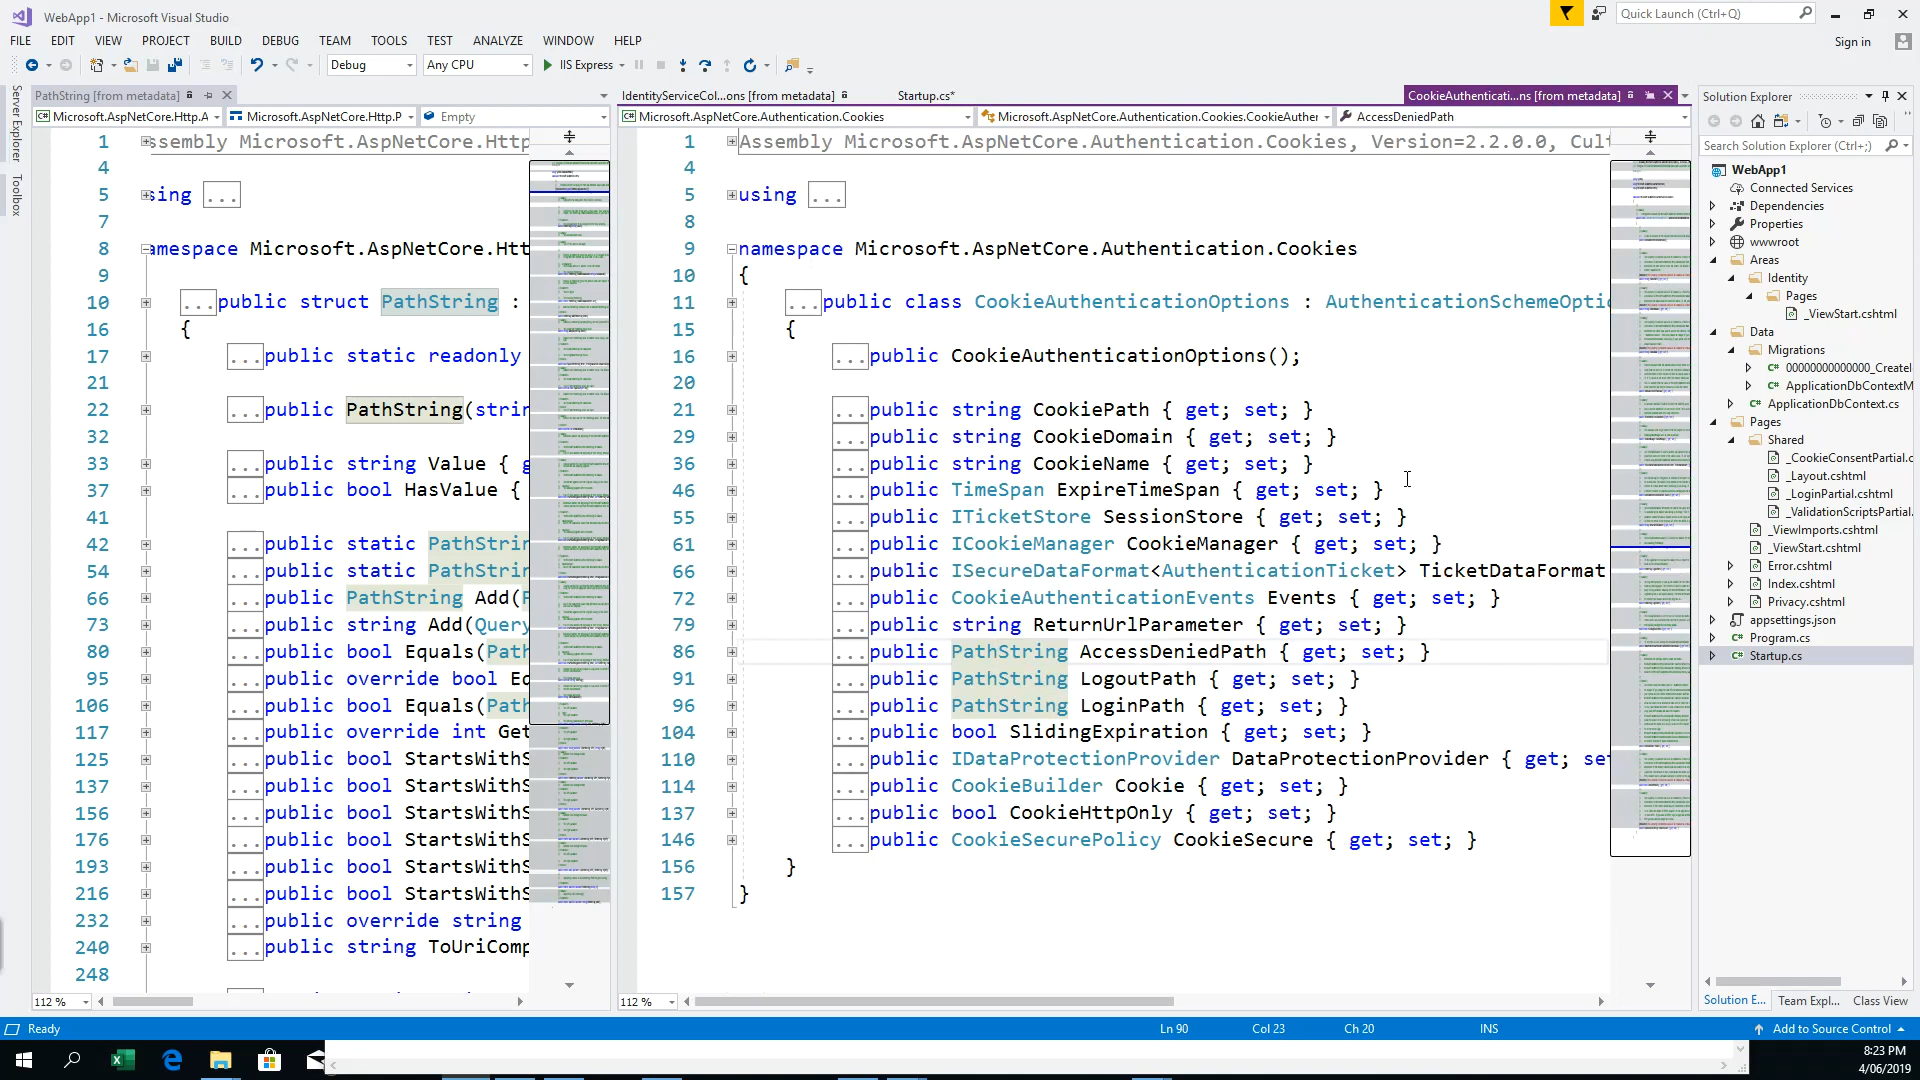 WebApp1 - Microsoft Visual Studio
Quick Launch (Ctrl+Q)
FILE EDIT VIEW PROJECT BUILD DEBUG TEAM TOOLS TEST ANALYZE WINDOW HELP
Sign in
Debug Any CPU IIS Express
Server Explorer
Toolbox
PathString [from metadata]
Microsoft.AspNetCore.Http.A Microsoft.AspNetCore.Http.P Empty
1 ssembly Microsoft.AspNetCore.Http
4
5 sing ...
7
8 amespace Microsoft.AspNetCore.Htt
9
10 ...public struct PathString :
16 {
17 ...public static readonly
21
22 ...public PathString(strin
32
33 ...public string Value { g
37 ...public bool HasValue {
41
42 ...public static PathStrin
54 ...public static PathStrin
66 ...public PathString Add(P
73 ...public string Add(Query
80 ...public bool Equals(Path
95 ...public override bool Eq
106 ...public bool Equals(Path
117 ...public override int Get
125 ...public bool StartsWithS
137 ...public bool StartsWithS
156 ...public bool StartsWithS
176 ...public bool StartsWithS
193 ...public bool StartsWithS
216 ...public bool StartsWithS
232 ...public override string
240 ...public string ToUriComp
248
112 %
IdentityServiceCol...ons [from metadata] Startup.cs* CookieAuthenticati...ns [from metadata]
Microsoft.AspNetCore.Authentication.Cookies Microsoft.AspNetCore.Authentication.Cookies.CookieAuther AccessDeniedPath
1 Assembly Microsoft.AspNetCore.Authentication.Cookies, Version=2.2.0.0, Cult
4
5 using ...
8
9 namespace Microsoft.AspNetCore.Authentication.Cookies
10 {
11 ...public class CookieAuthenticationOptions : AuthenticationSchemeOptio
15 {
16 ...public CookieAuthenticationOptions();
20
21 ...public string CookiePath { get; set; }
29 ...public string CookieDomain { get; set; }
36 ...public string CookieName { get; set; }
46 ...public TimeSpan ExpireTimeSpan { get; set; }
55 ...public ITicketStore SessionStore { get; set; }
61 ...public ICookieManager CookieManager { get; set; }
66 ...public ISecureDataFormat<AuthenticationTicket> TicketDataFormat
72 ...public CookieAuthenticationEvents Events { get; set; }
79 ...public string ReturnUrlParameter { get; set; }
86 ...public PathString AccessDeniedPath { get; set; }
91 ...public PathString LogoutPath { get; set; }
96 ...public PathString LoginPath { get; set; }
104 ...public bool SlidingExpiration { get; set; }
110 ...public IDataProtectionProvider DataProtectionProvider { get; set
114 ...public CookieBuilder Cookie { get; set; }
137 ...public bool CookieHttpOnly { get; set; }
146 ...public CookieSecurePolicy CookieSecure { get; set; }
156 }
157 }
112 %
Solution Explorer
Search Solution Explorer (Ctrl+;)
WebApp1
Connected Services
Dependencies
Properties
wwwroot
Areas
Identity
Pages
_ViewStart.cshtml
Data
Migrations
C# 00000000000000_CreateI
C# ApplicationDbContextM
C# ApplicationDbContext.cs
Pages
Shared
_CookieConsentPartial.c
_Layout.cshtml
_LoginPartial.cshtml
_ValidationScriptsPartial.
_ViewImports.cshtml
_ViewStart.cshtml
Error.cshtml
Index.cshtml
Privacy.cshtml
appsettings.json
C# Program.cs
C# Startup.cs
Solution E... Team Expl... Class View
Ready Ln 90 Col 23 Ch 20 INS Add to Source Control
8:23 PM
4/06/2019